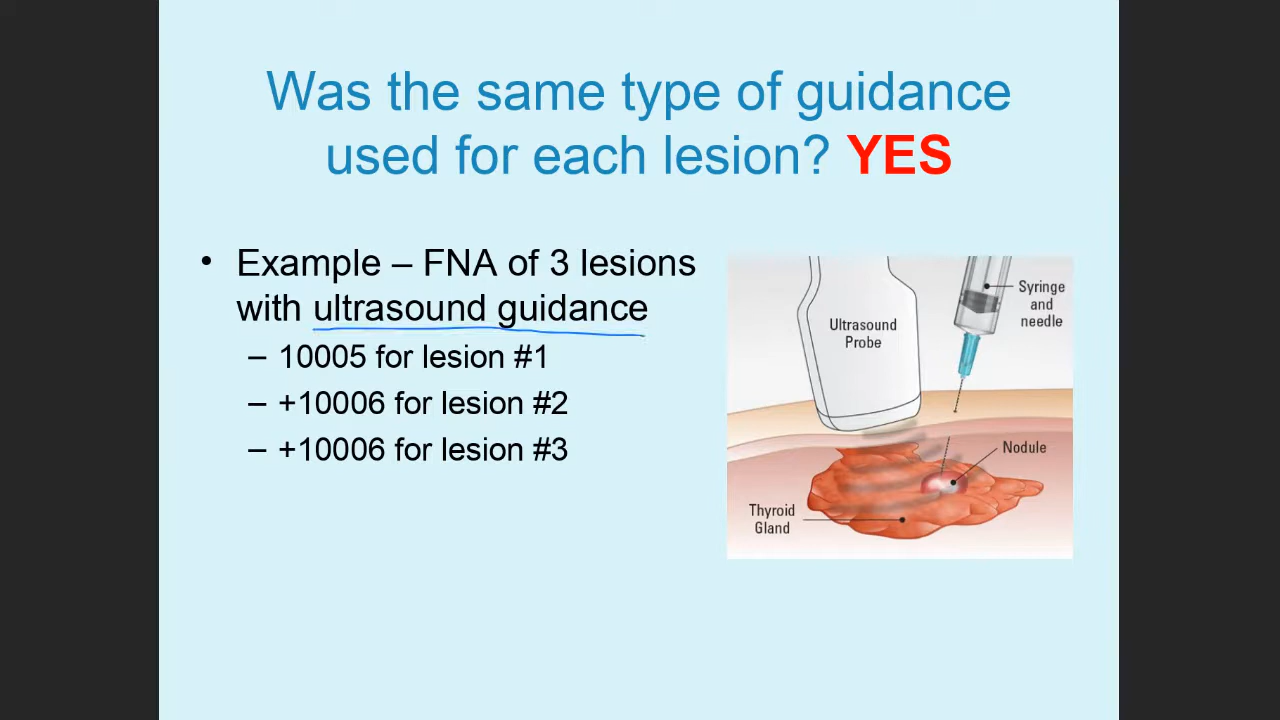 Was the same type of guidance
used for each lesion? YES
• Example – FNA of 3 lesions
with ultrasound guidance
– 10005 for lesion #1
– +10006 for lesion #2
– +10006 for lesion #3
Ultrasound
Probe
Syringe
and
needle
Nodule
Thyroid
Gland